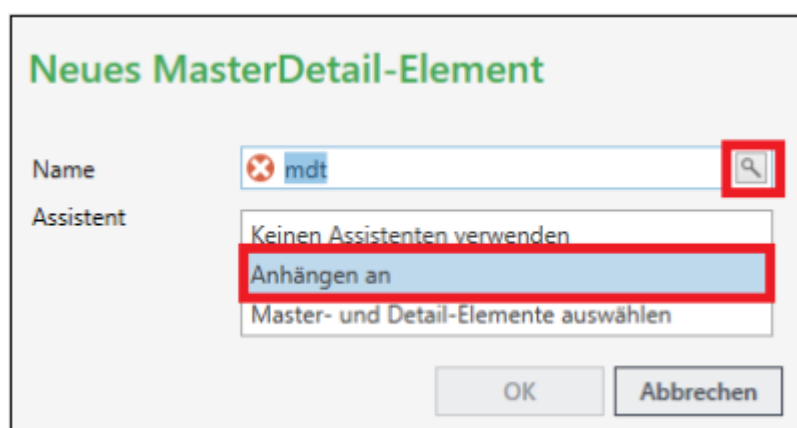 Neues MasterDetail-Element
Name mdt
Assistent
Keinen Assistenten verwenden
Anhängen an
Master- und Detail-Elemente auswählen
OK Abbrechen